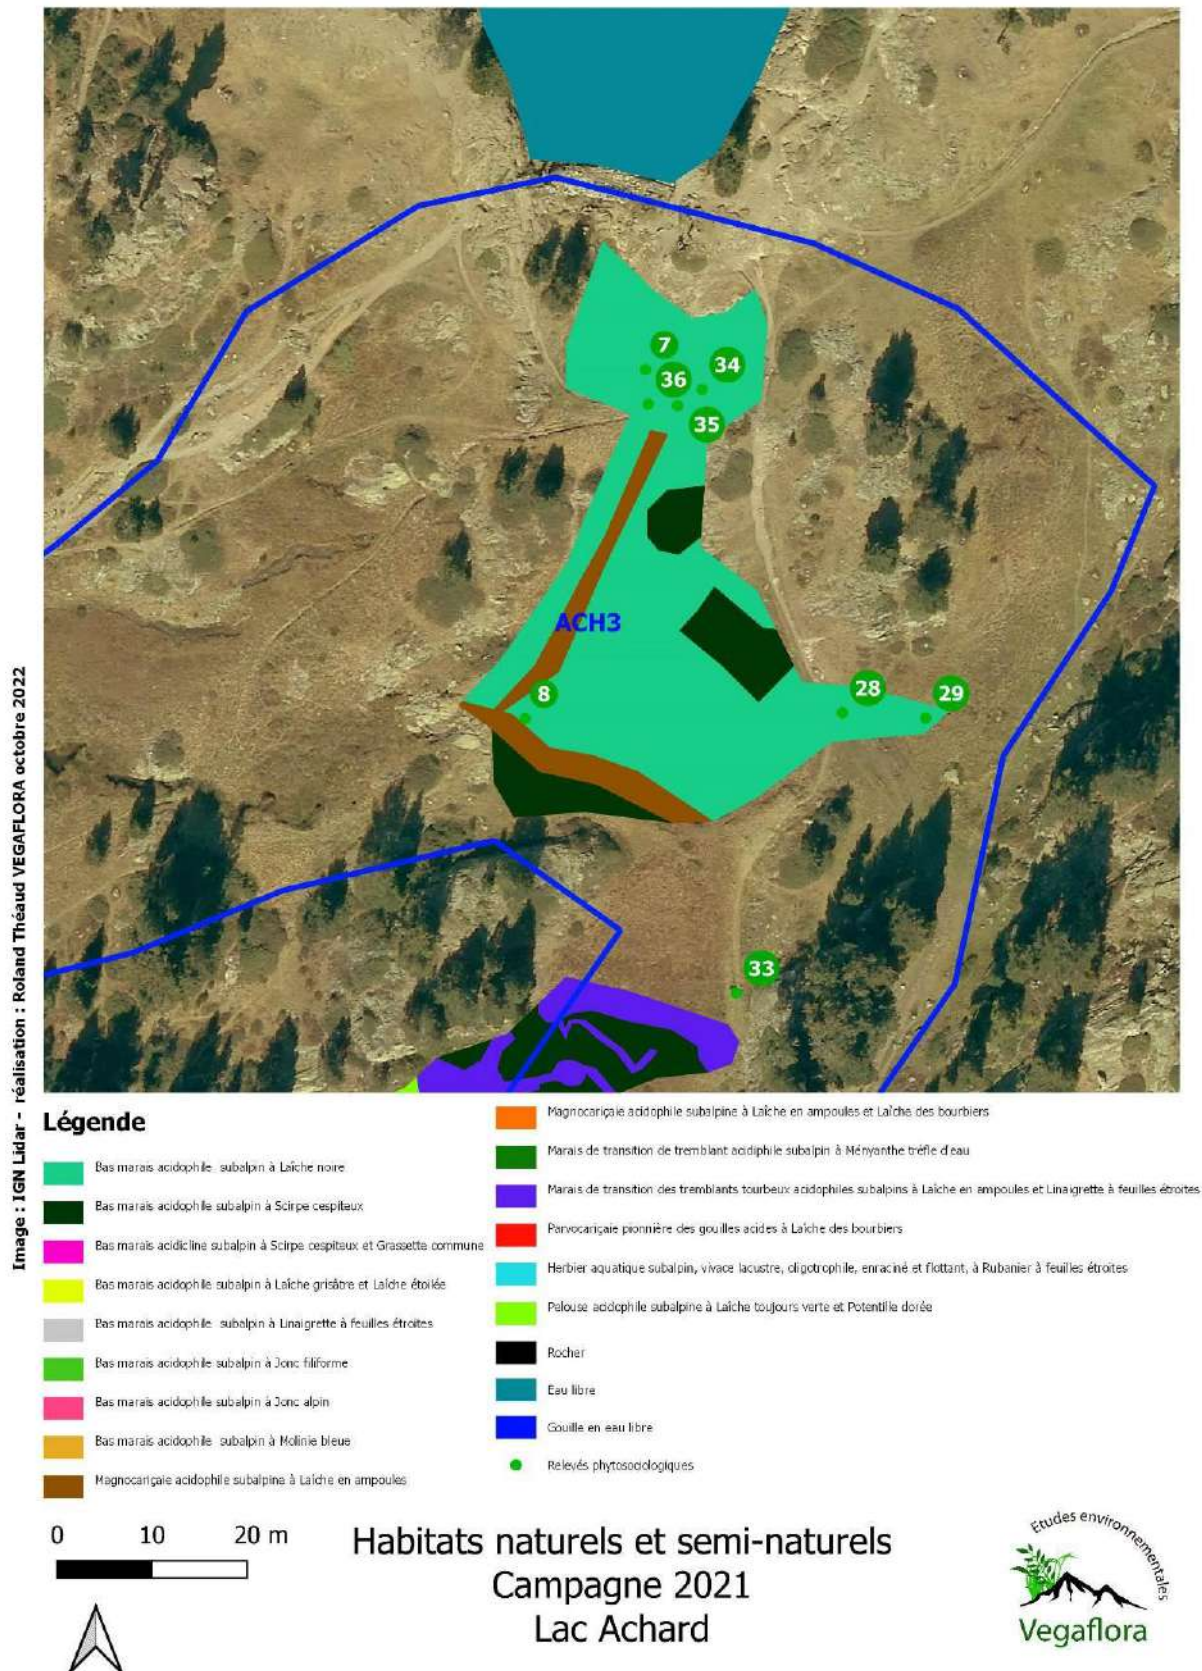 7
34
36
35
ACH3
8
28
29
33
Image : IGN Lidar - réalisation : Roland Théaud VEGAFLORA octobre 2022
Légende
Bas marais acidophile subalpin à Laîche noire
Bas marais acidophile subalpin à Scirpe cespiteux
Bas marais acidicline subalpin à Scirpe cespiteux et Grassette commune
Bas marais acidophile subalpin à Laîche grisâtre et Laîche étoilée
Bas marais acidophile subalpin à Linaigrette à feuilles étroites
Bas marais acidophile subalpin à Jonc filiforme
Bas marais acidophile subalpin à Jonc alpin
Bas marais acidophile subalpin à Molinie bleue
Magnocariçaie acidophile subalpine à Laîche en ampoules
Magnocariçaie acidophile subalpine à Laîche en ampoules et Laîche des bourbiers
Marais de transition de tremblant acidiphile subalpin à Ményanthe trèfle d'eau
Marais de transition des tremblants tourbeux acidophiles subalpins à Laîche en ampoules et Linaigrette à feuilles étroites
Parvocariçaie pionnière des gouilles acides à Laîche des bourbiers
Herbier aquatique subalpin, vivace lacustre, oligotrophile, enraciné et flottant, à Rubanier à feuilles étroites
Pelouse acidophile subalpine à Laîche toujours verte et Potentille dorée
Rocher
Eau libre
Gouille en eau libre
Relevés phytosociologiques
0 10 20 m
Habitats naturels et semi-naturels
Campagne 2021
Lac Achard
Etudes environnementales
Vegaflora